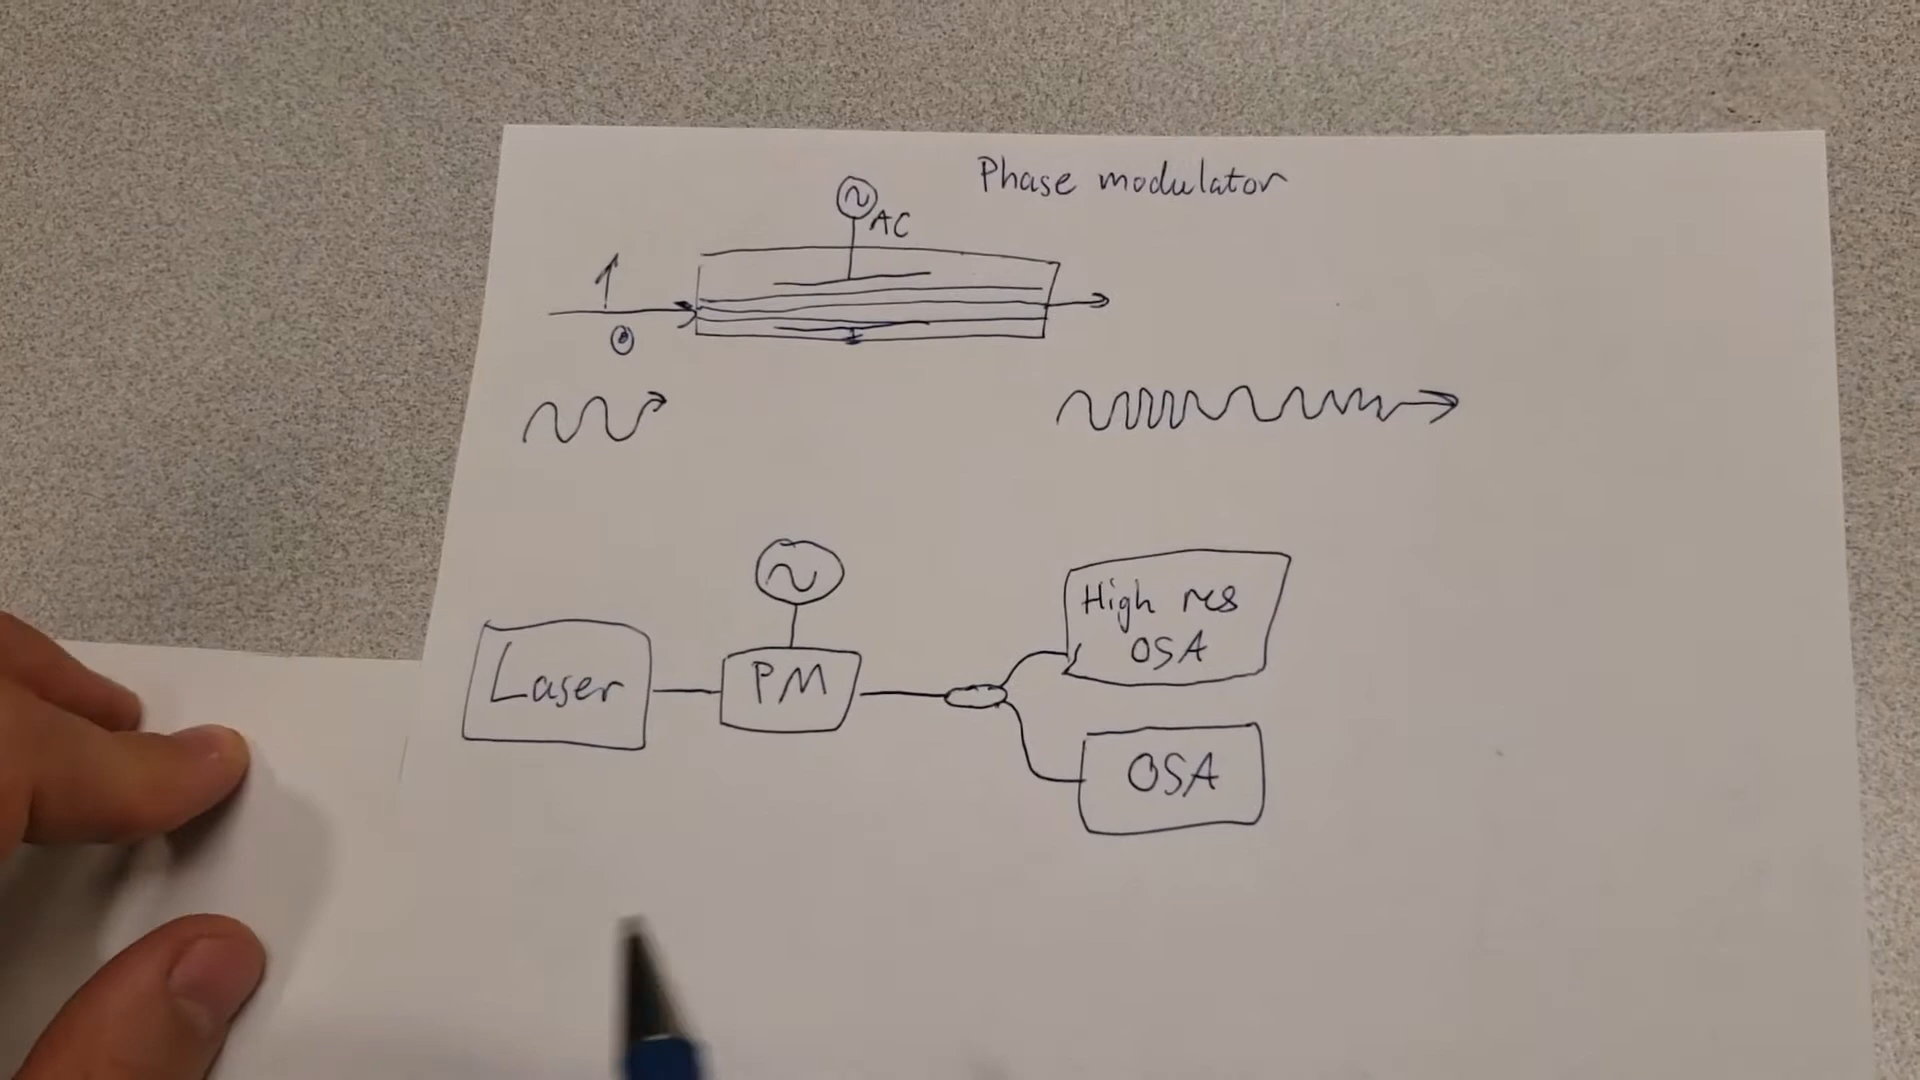 Phase modulator
AC
High res
OSA
Laser
PM
OSA